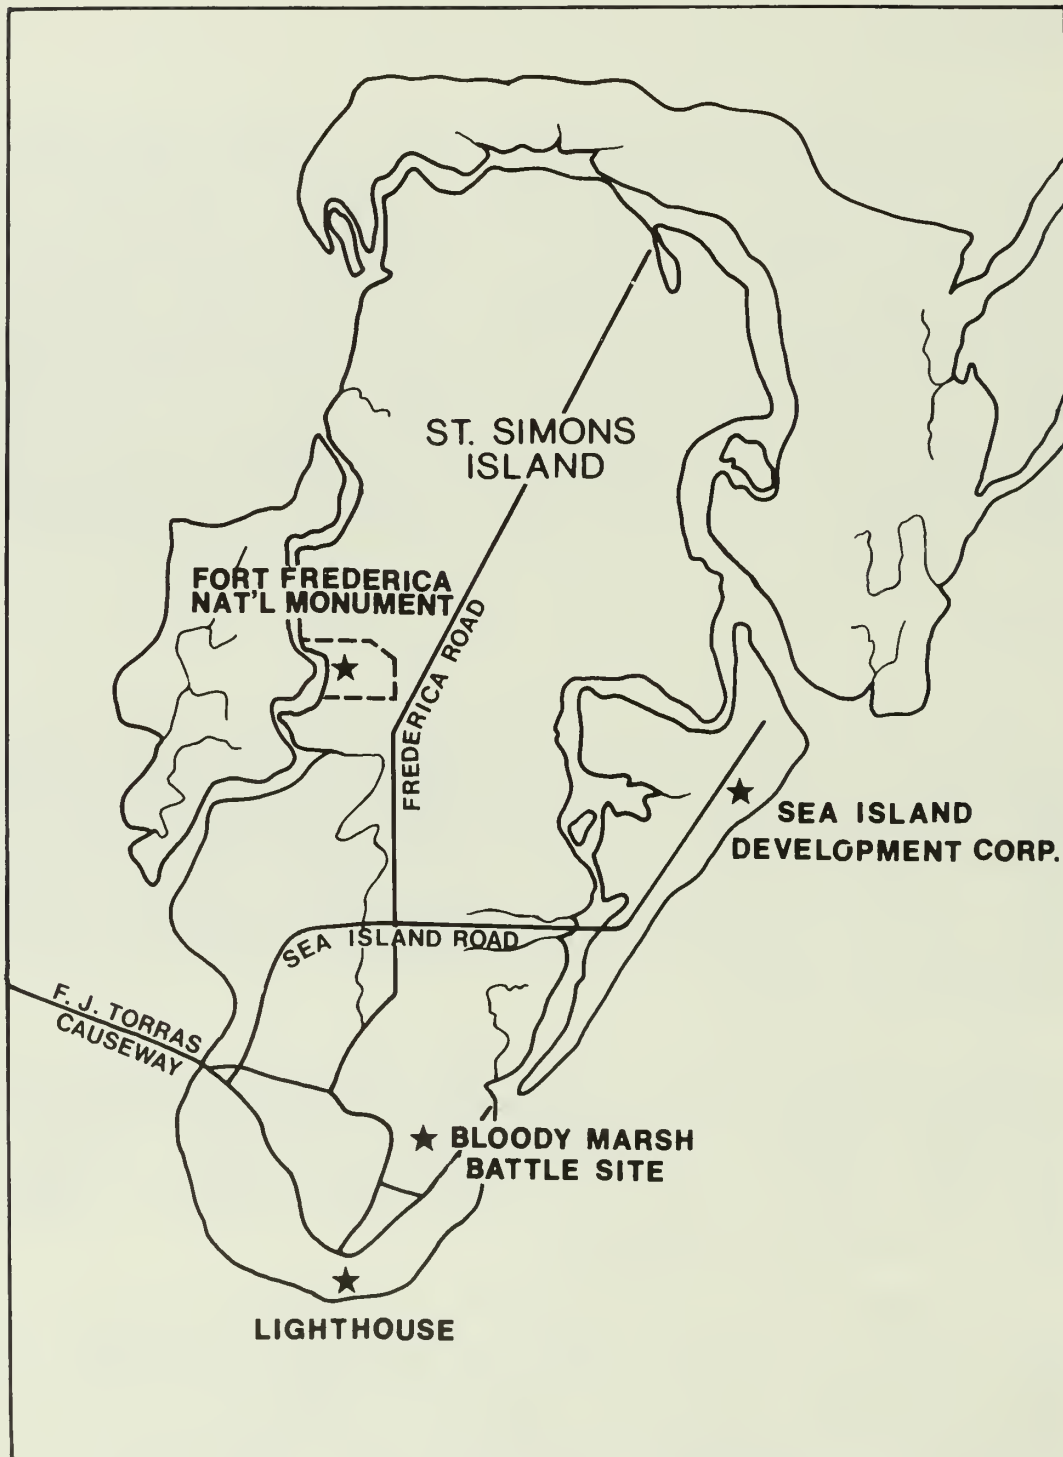 ST. SIMONS
ISLAND
FORT FREDERICA
NAT'L MONUMENT
FREDERICA ROAD
SEA ISLAND
DEVELOPMENT CORP.
SEA ISLAND ROAD
F. J. TORRAS
CAUSEWAY
BLOODY MARSH
BATTLE SITE
LIGHTHOUSE